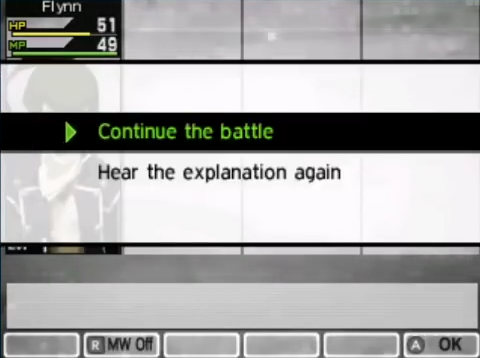 Flynn
HP 51
MP 49
Continue the battle
Hear the explanation again
R MW Off
A OK